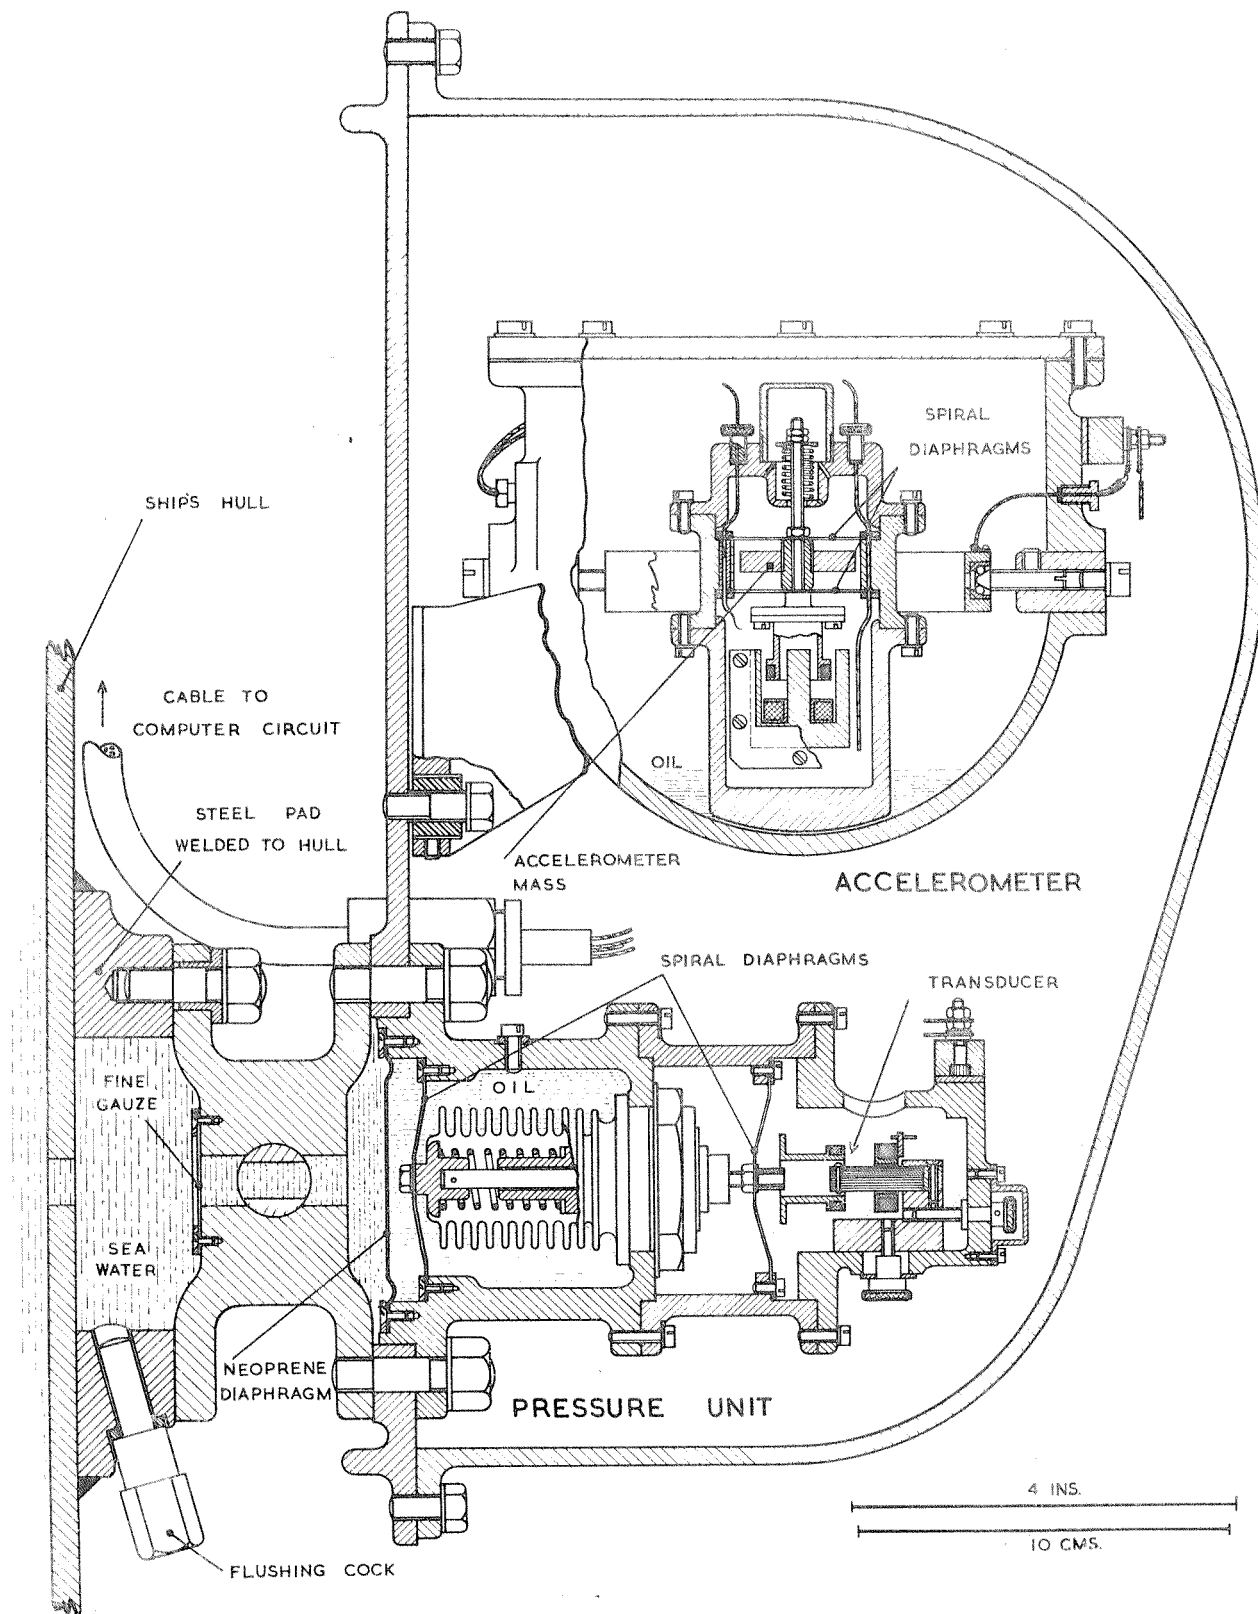 SPIRAL
DIAPHRAGMS
SHIP'S HULL
CABLE TO
COMPUTER CIRCUIT
OIL
STEEL PAD
WELDED TO HULL
ACCELEROMETER
MASS
ACCELEROMETER
SPIRAL DIAPHRAGMS
TRANSDUCER
FINE
GAUZE
OIL
SEA
WATER
NEOPRENE
DIAPHRAGM
PRESSURE UNIT
4 INS.
10 CMS.
FLUSHING COCK